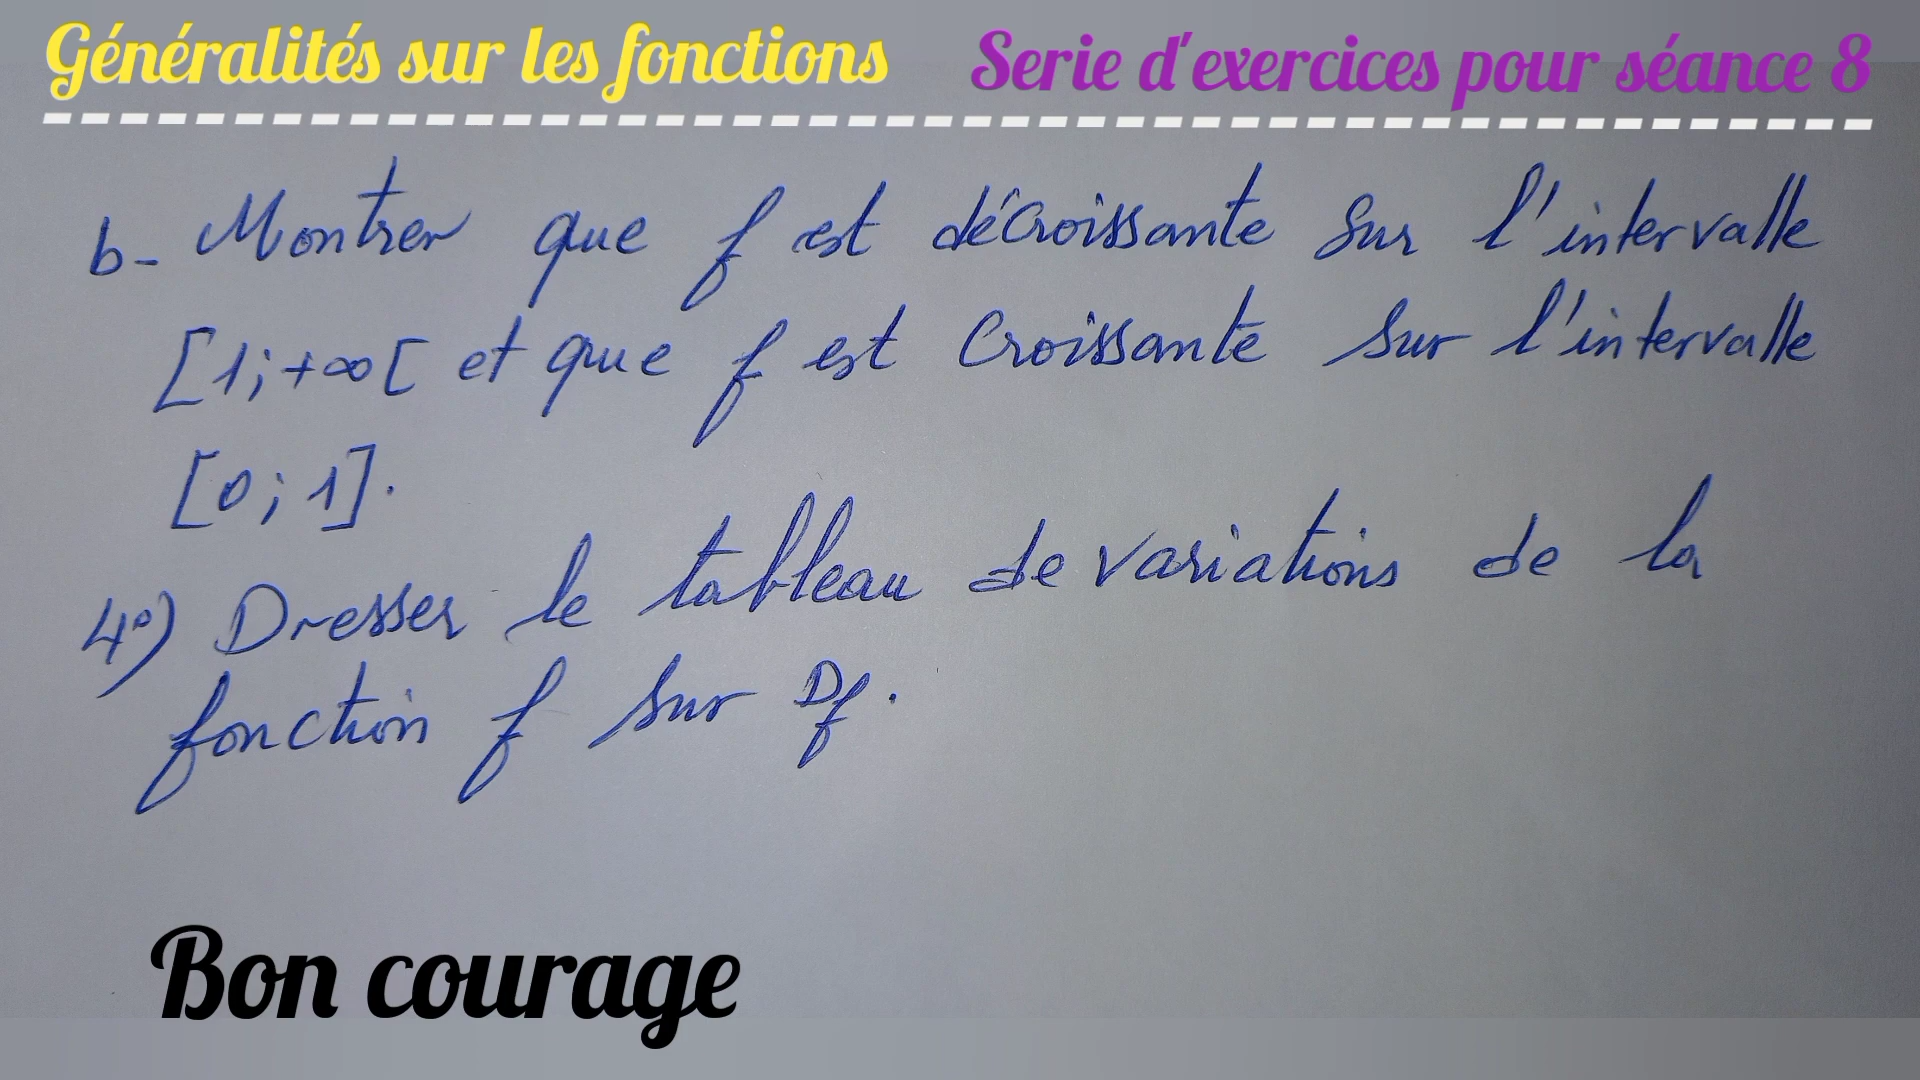 Généralités sur les fonctions Serie d'exercices pour séance 8
b- Montrer que f est décroissante sur l'intervalle
[1;+∞[ et que f est croissante sur l'intervalle
[0;1].
4°) Dresser le tableau de variations de la
fonction f sur Df.
Bon courage